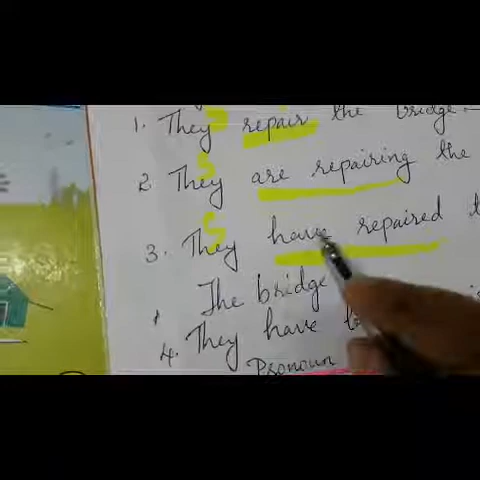 1. They repair the bridge.
S
2 They are repairing the
S
3. They have repaired
The bridge
4. They have
Pronoun